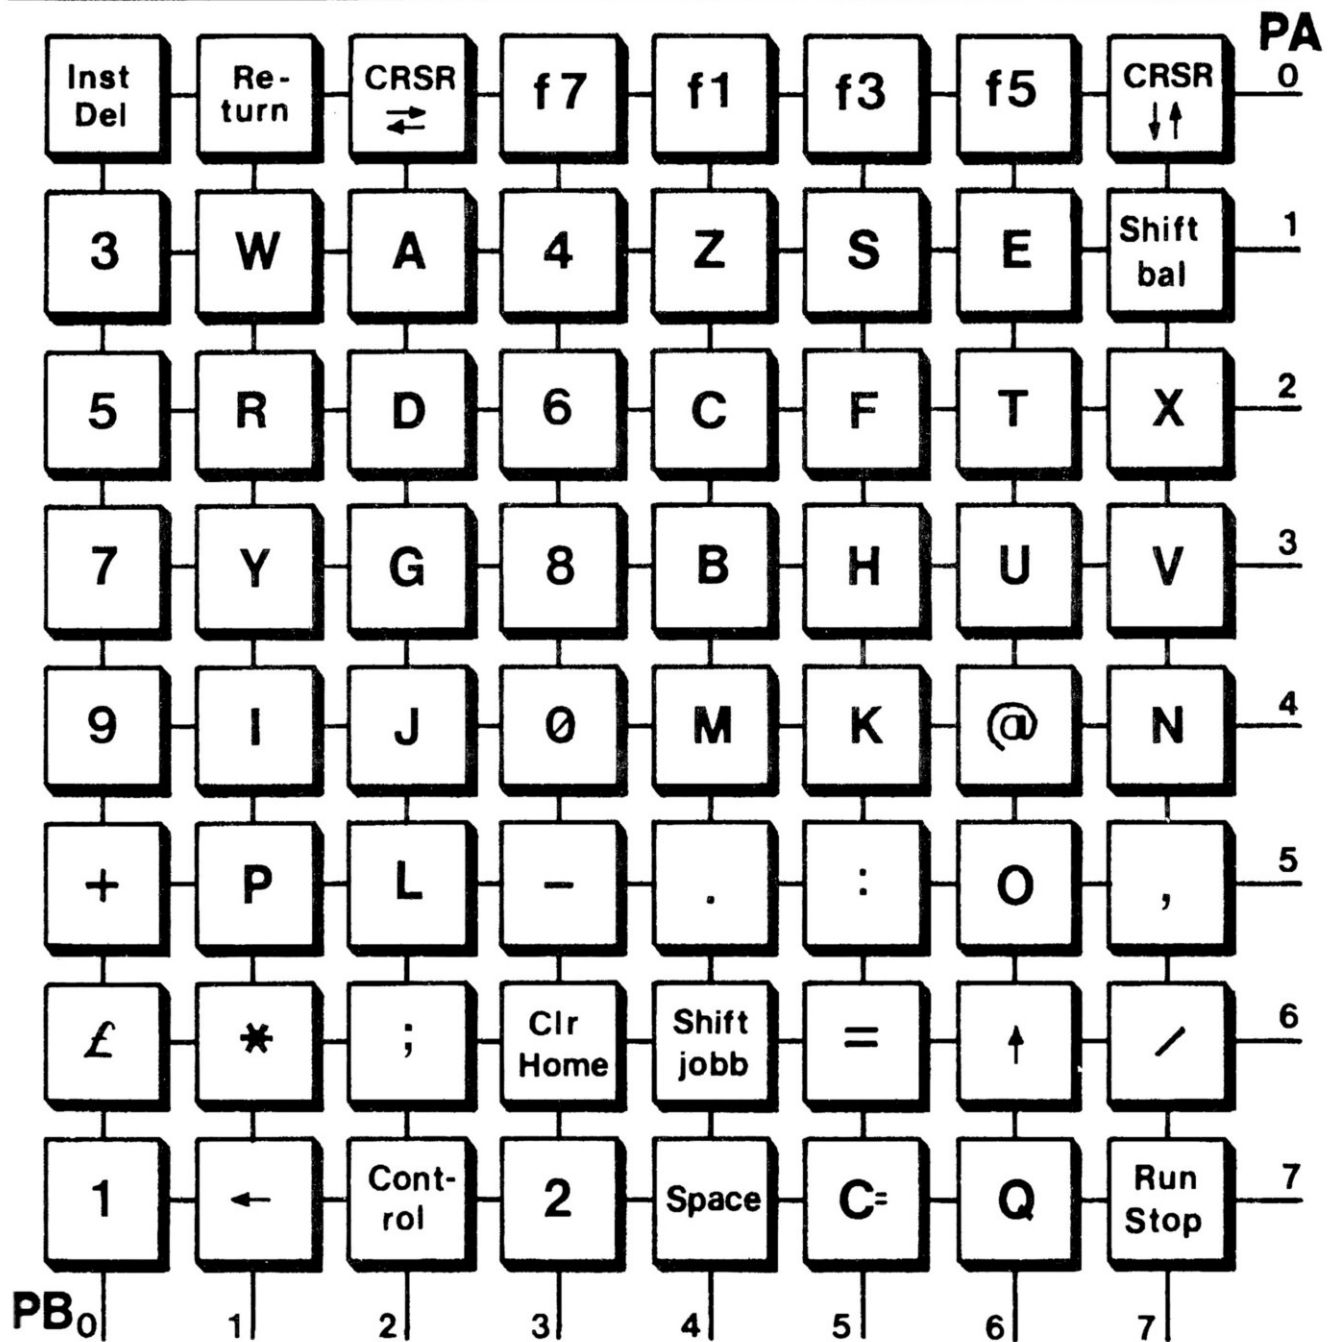 PA
Inst Del Re- turn CRSR ⇄ f7 f1 f3 f5 CRSR ↓↑ 0
3 W A 4 Z S E Shift bal 1
5 R D 6 C F T X 2
7 Y G 8 B H U V 3
9 I J 0 M K @ N 4
+ P L - . : O , 5
£ * ; Clr Home Shift jobb = ↑ / 6
1 ← Cont- rol 2 Space C= Q Run Stop 7
PB 0 1 2 3 4 5 6 7